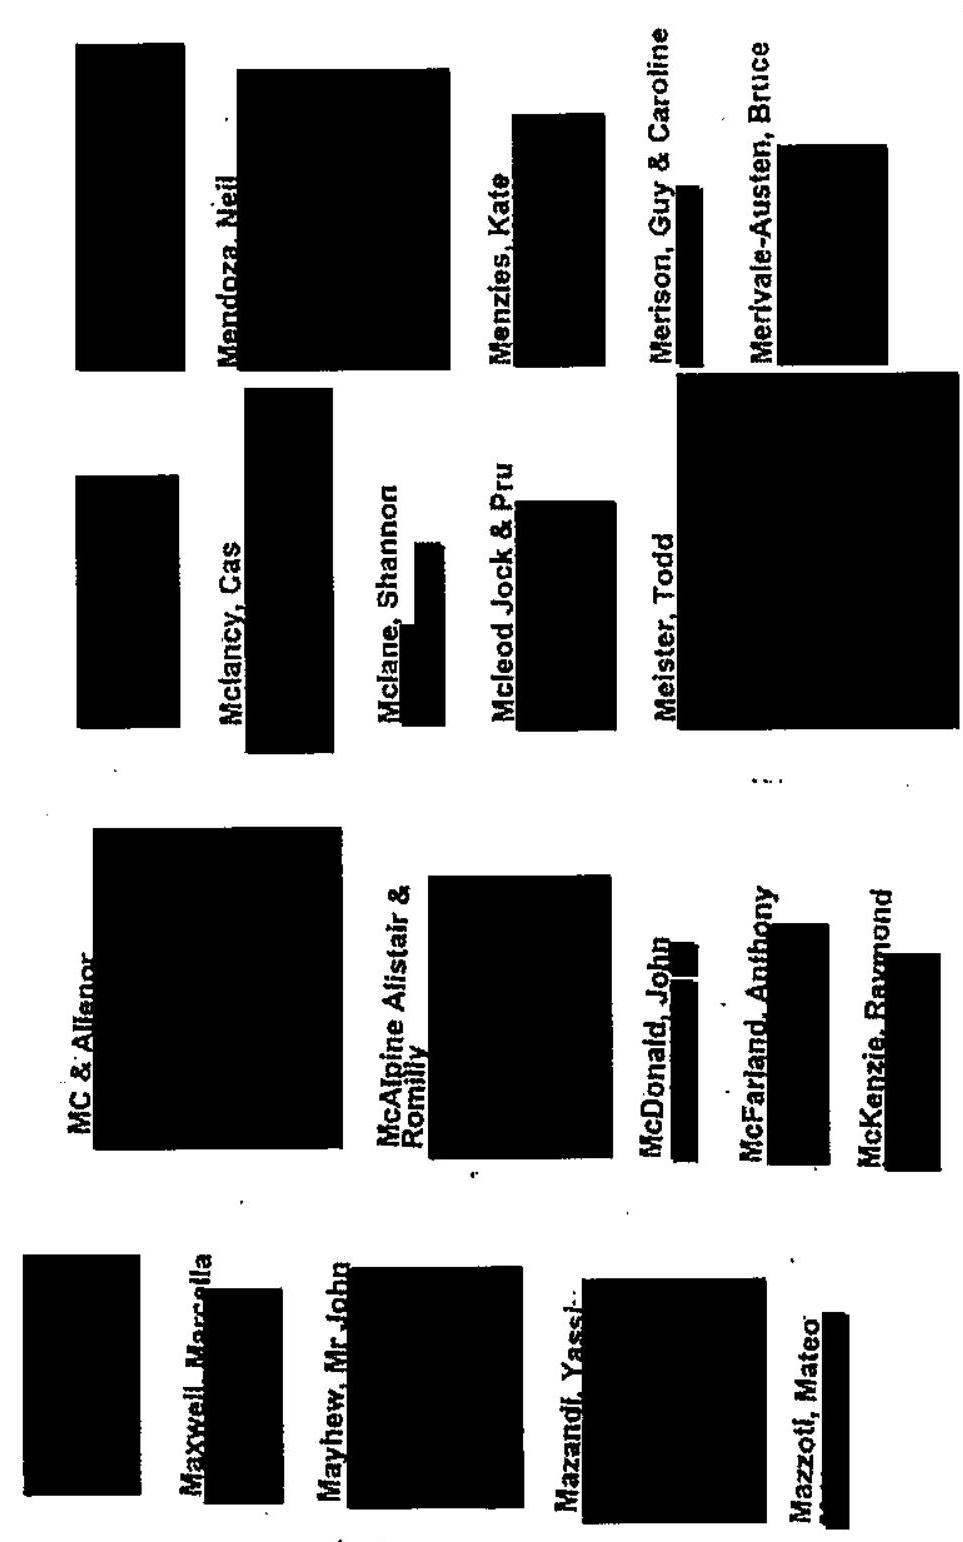 Maxwell, Marcella
Mayhew, Mr John
Mazandi, Yassi
Mazzoti, Mateo
MC & Alienor
McAlpine Alistair &
Romilly
McDonald, John
McFarland, Anthony
McKenzie, Raymond
Mclancy, Cas
Mclane, Shannon
Mcleod Jock & Pru
Meister, Todd
Mendoza, Neil
Menzies, Kate
Merison, Guy & Caroline
Merivale-Austen, Bruce